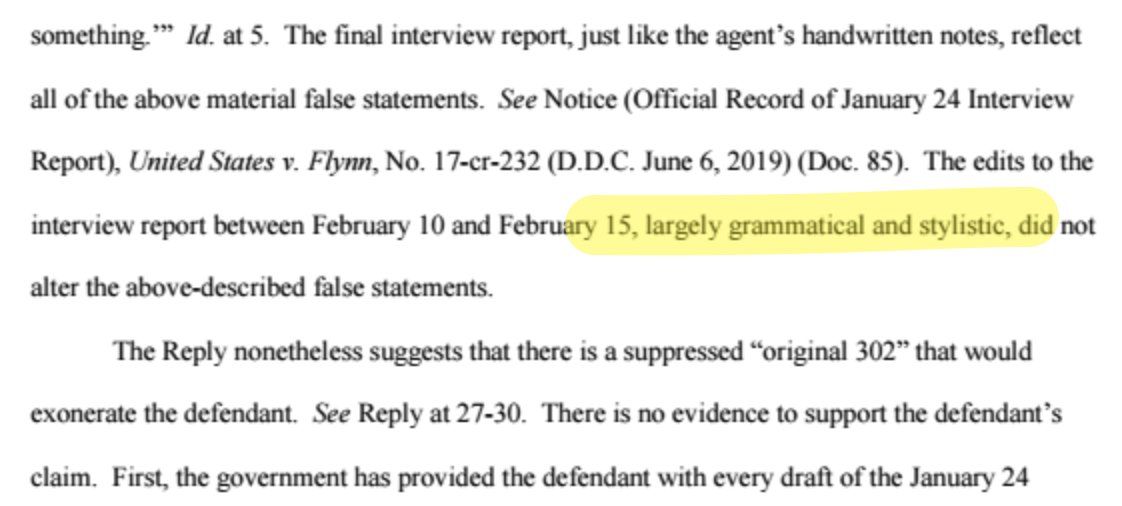 something.’” Id. at 5. The final interview report, just like the agent’s handwritten notes, reflect
all of the above material false statements. See Notice (Official Record of January 24 Interview
Report), United States v. Flynn, No. 17-cr-232 (D.D.C. June 6, 2019) (Doc. 85). The edits to the
interview report between February 10 and February 15, largely grammatical and stylistic, did not
alter the above-described false statements.
The Reply nonetheless suggests that there is a suppressed “original 302” that would
exonerate the defendant. See Reply at 27-30. There is no evidence to support the defendant’s
claim. First, the government has provided the defendant with every draft of the January 24